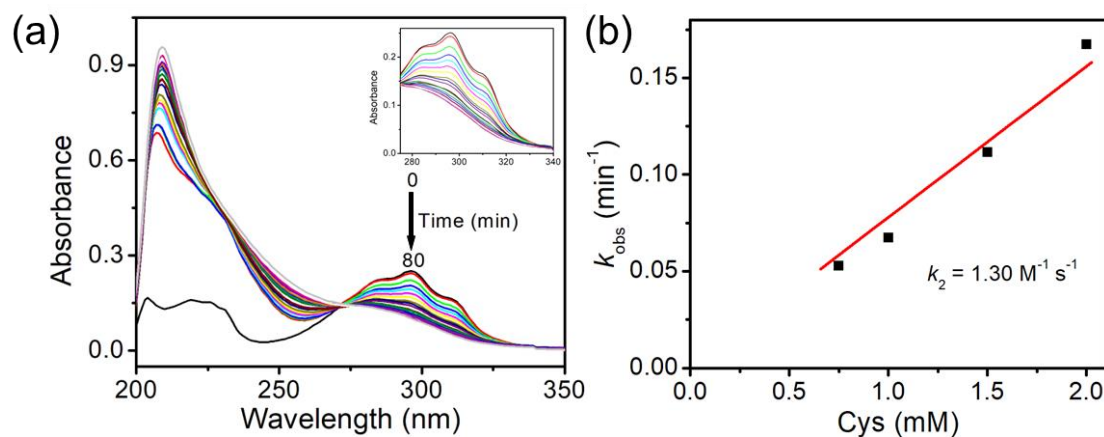 (a)
Absorbance
0.9
0.6
0.3
0.0
200
250
300
350
Wavelength (nm)
Absorbance
0.2
0.1
0.0
280
300
320
340
0
Time (min)
80
(b)
k_obs (min⁻¹)
0.15
0.10
0.05
0.00
0.0
0.5
1.0
1.5
2.0
Cys (mM)
k₂ = 1.30 M⁻¹ s⁻¹